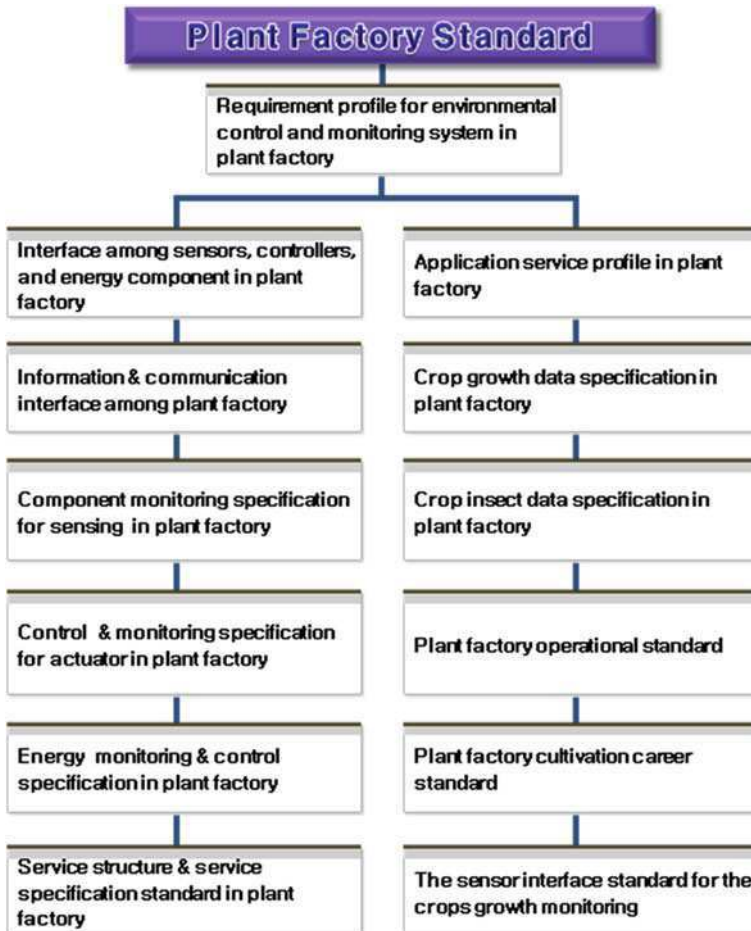 Plant Factory Standard
Requirement profile for environmental
control and monitoring system in
plant factory
Interface among sensors, controllers,
and energy component in plant
factory
Information & communication
interface among plant factory
Component monitoring specification
for sensing in plant factory
Control & monitoring specification
for actuator in plant factory
Energy monitoring & control
specification in plant factory
Service structure & service
specification standard in plant
factory
Application service profile in plant
factory
Crop growth data specification in
plant factory
Crop insect data specification in
plant factory
Plant factory operational standard
Plant factory cultivation career
standard
The sensor interface standard for the
crops growth monitoring